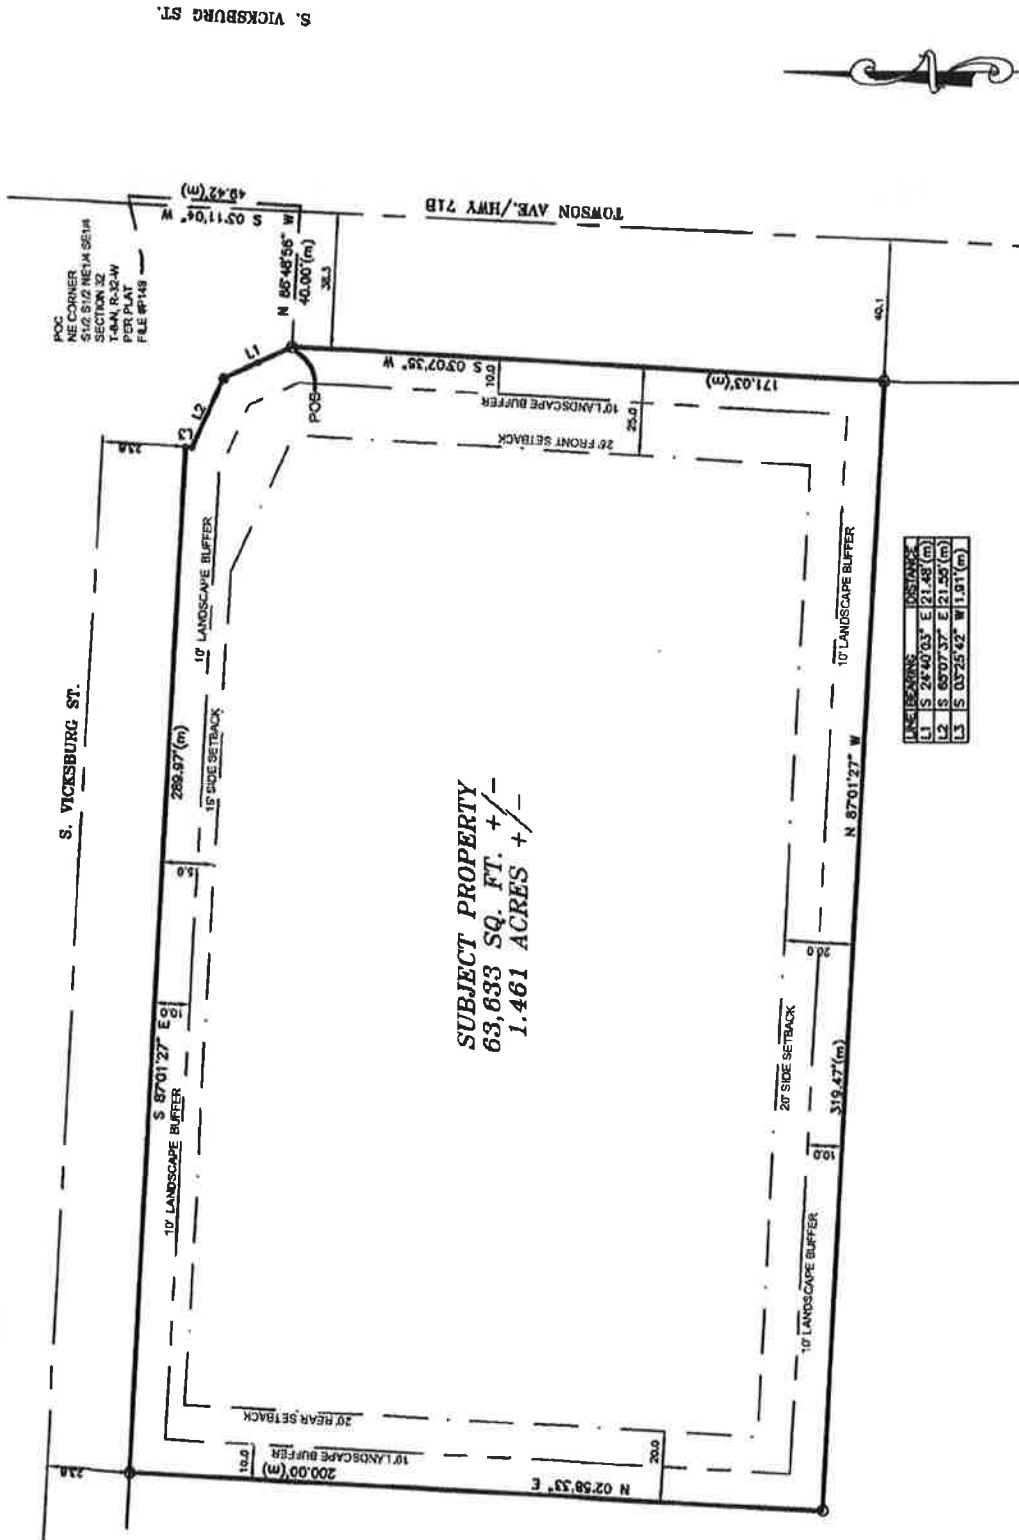 S. VICKSBURG ST.
POC
NE CORNER
S1/2 S1/2 NE1/4 SE1/4
SECTION 32
T-8-N, R-32-W
PER PLAT
FILE #P149
S 03°11'04" W
49.42'(m)
N 86°48'56" W
40.00'(m)
38.3
TOWSON AVE./HWY 71B
40.1
L1
L2
L3
POB
23.8
S. VICKSBURG ST.
S 03°07'35" W
171.03'(m)
10.0
10' LANDSCAPE BUFFER
25.0
25' FRONT SETBACK
289.97'(m)
S 87°01'27" E
10' LANDSCAPE BUFFER
15' SIDE SETBACK
15.0
10.0
10' LANDSCAPE BUFFER
SUBJECT PROPERTY
63,633 SQ. FT. +/-
1.461 ACRES +/-
10' LANDSCAPE BUFFER
N 87°01'27" W
319.47'(m)
20.0
20' SIDE SETBACK
10.0
10' LANDSCAPE BUFFER
20' REAR SETBACK
10.0
10' LANDSCAPE BUFFER
200.00'(m)
N 02°58'33" E
20.0
23.8
LINE BEARING DISTANCE
L1 S 24°40'03" E 21.48'(m)
L2 S 65°07'37" E 21.55'(m)
L3 S 03°25'42" W 1.91'(m)